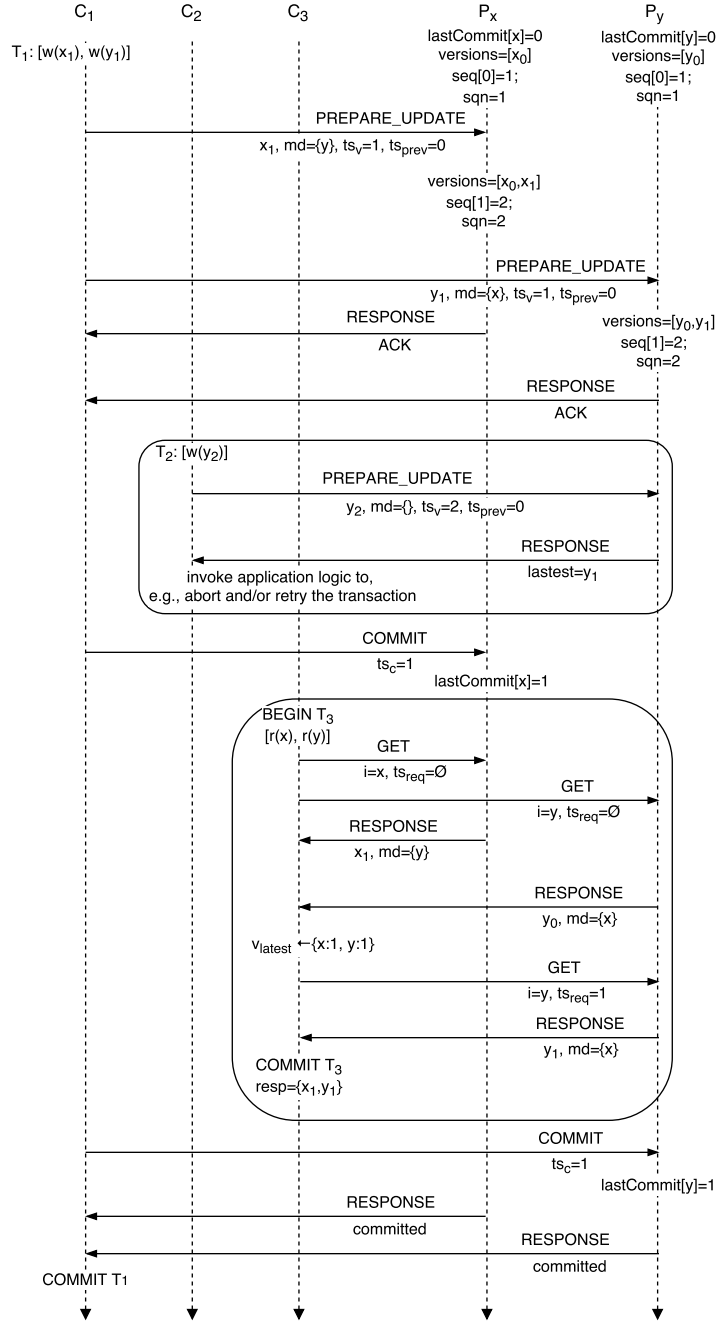 C1 C2 C3 Px Py
lastCommit[x]=0
versions=[x0]
seq[0]=1;
sqn=1
lastCommit[y]=0
versions=[y0]
seq[0]=1;
sqn=1
T1: [w(x1), w(y1)]
PREPARE_UPDATE
x1, md={y}, tsv=1, tsprev=0
versions=[x0,x1]
seq[1]=2;
sqn=2
PREPARE_UPDATE
y1, md={x}, tsv=1, tsprev=0
RESPONSE
ACK
versions=[y0,y1]
seq[1]=2;
sqn=2
RESPONSE
ACK
T2: [w(y2)]
PREPARE_UPDATE
y2, md={}, tsv=2, tsprev=0
RESPONSE
lastest=y1
invoke application logic to,
e.g., abort and/or retry the transaction
COMMIT
tsc=1
lastCommit[x]=1
BEGIN T3
[r(x), r(y)]
GET
i=x, tsreq=Ø
GET
i=y, tsreq=Ø
RESPONSE
x1, md={y}
RESPONSE
y0, md={x}
vlatest ←{x:1, y:1}
GET
i=y, tsreq=1
RESPONSE
y1, md={x}
COMMIT T3
resp={x1,y1}
COMMIT
tsc=1
lastCommit[y]=1
RESPONSE
committed
RESPONSE
committed
COMMIT T1